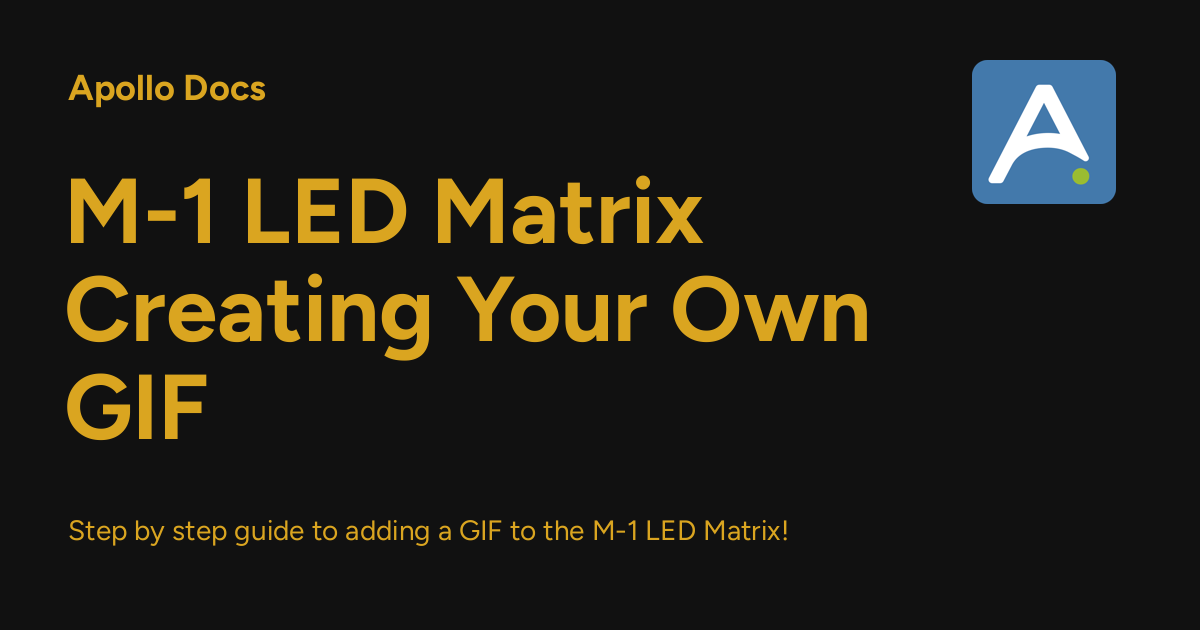 Apollo Docs
M-1 LED Matrix
Creating Your Own
GIF
Step by step guide to adding a GIF to the M-1 LED Matrix!